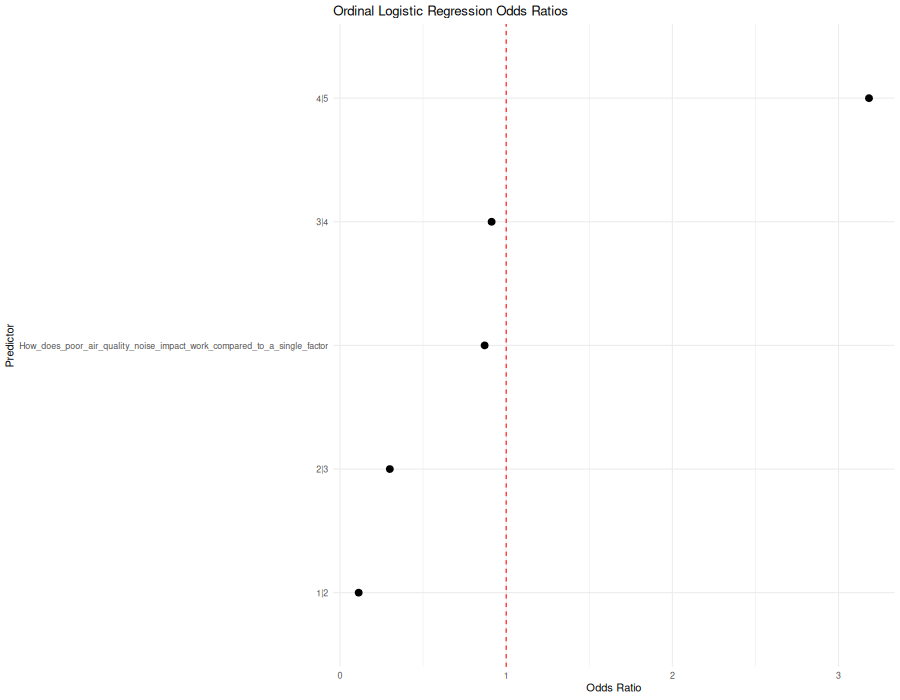 Ordinal Logistic Regression Odds Ratios
4|5
3|4
Predictor
How_does_poor_air_quality_noise_impact_work_compared_to_a_single_factor
2|3
1|2
0 1 2 3
Odds Ratio